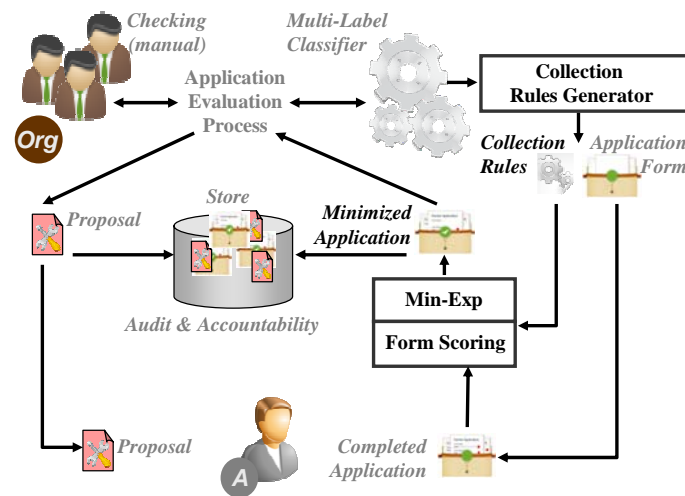 Checking
(manual)
Multi-Label
Classifier
Application
Evaluation
Process
Collection
Rules Generator
Org
Collection
Rules
Application
Form
Proposal
Store
Minimized
Application
Min-Exp
Form Scoring
Audit & Accountability
Proposal
A
Completed
Application